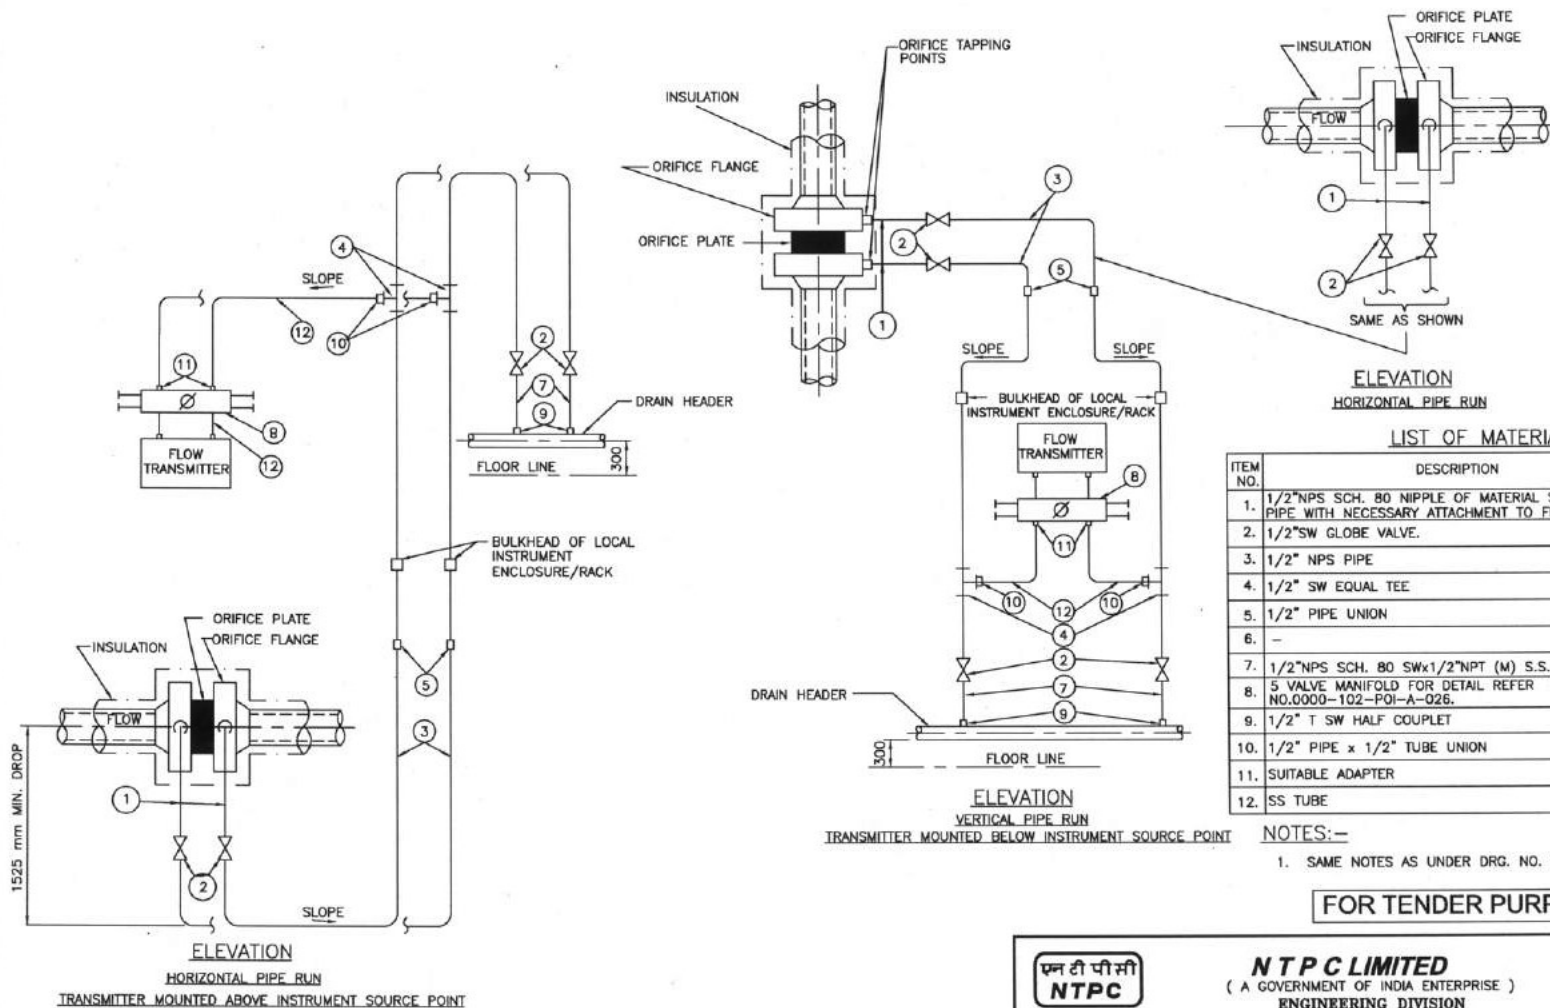 ORIFICE PLATE
ORIFICE FLANGE
INSULATION
FLOW
1
2
SAME AS SHOWN
ELEVATION
HORIZONTAL PIPE RUN
ORIFICE TAPPING
POINTS
INSULATION
ORIFICE FLANGE
ORIFICE PLATE
3
2
5
1
SLOPE
SLOPE
BULKHEAD OF LOCAL
INSTRUMENT ENCLOSURE/RACK
FLOW
TRANSMITTER
8
11
10
12
10
4
2
7
9
DRAIN HEADER
300
FLOOR LINE
ELEVATION
VERTICAL PIPE RUN
TRANSMITTER MOUNTED BELOW INSTRUMENT SOURCE POINT
4
SLOPE
12
10
11
8
FLOW
TRANSMITTER
12
2
7
9
DRAIN HEADER
FLOOR LINE
300
BULKHEAD OF LOCAL
INSTRUMENT
ENCLOSURE/RACK
ORIFICE PLATE
ORIFICE FLANGE
INSULATION
FLOW
5
3
1
2
1525 mm MIN. DROP
SLOPE
ELEVATION
HORIZONTAL PIPE RUN
TRANSMITTER MOUNTED ABOVE INSTRUMENT SOURCE POINT
LIST OF MATERIA
ITEM NO. DESCRIPTION
1. 1/2"NPS SCH. 80 NIPPLE OF MATERIAL
PIPE WITH NECESSARY ATTACHMENT TO
2. 1/2"SW GLOBE VALVE.
3. 1/2" NPS PIPE
4. 1/2" SW EQUAL TEE
5. 1/2" PIPE UNION
6. –
7. 1/2"NPS SCH. 80 SWx1/2"NPT (M) S.S.
8. 5 VALVE MANIFOLD FOR DETAIL REFER
NO.0000-102-POI-A-026.
9. 1/2" T SW HALF COUPLET
10. 1/2" PIPE x 1/2" TUBE UNION
11. SUITABLE ADAPTER
12. SS TUBE
NOTES:–
1. SAME NOTES AS UNDER DRG. NO.
FOR TENDER PURP
एन टी पी सी
NTPC
N T P C LIMITED
( A GOVERNMENT OF INDIA ENTERPRISE )
ENGINEERING DIVISION